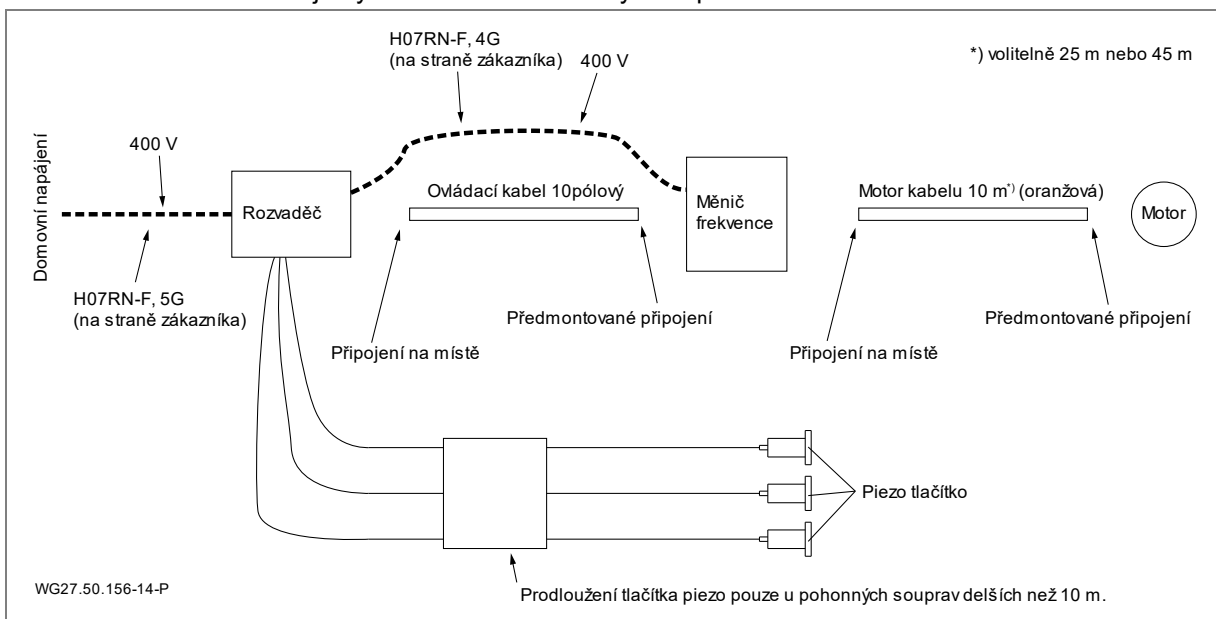 H07RN-F, 4G
(na straně zákazníka)
400 V
*) volitelně 25 m nebo 45 m
Domovní napájení
400 V
Rozvaděč
Ovládací kabel 10pólový
Měnič
frekvence
Motor kabelu 10 m*) (oranžová)
Motor
H07RN-F, 5G
(na straně zákazníka)
Připojení na místě
Předmontované připojení
Připojení na místě
Předmontované připojení
Piezo tlačítko
Prodloužení tlačítka piezo pouze u pohonných souprav delších než 10 m.
WG27.50.156-14-P